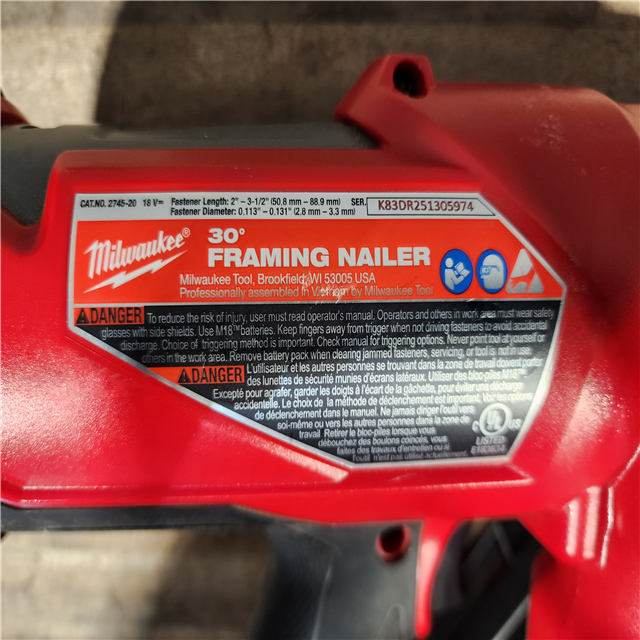 CAT.NO. 2745-20 18 V⎓ Fastener Length: 2" – 3-1/2" (50.8 mm – 88.9 mm) SER. K83DR251305974
Fastener Diameter: 0.113" – 0.131" (2.8 mm – 3.3 mm)
Milwaukee®
30°
FRAMING NAILER
Milwaukee Tool, Brookfield, WI 53005 USA
Professionally assembled in Vietnam by Milwaukee Tool
DANGER To reduce the risk of injury, user must read operator's manual. Operators and others in work area must wear safety
glasses with side shields. Use M18™ batteries. Keep fingers away from trigger when not driving fasteners to avoid accidental
discharge. Choice of triggering method is important. Check manual for triggering options. Never point tool at yourself or
others in the work area. Remove battery pack when clearing jammed fasteners, servicing, or tool is not in use.
DANGER L'utilisateur et les autres personnes se trouvant dans la zone de travail doivent porter
des lunettes de sécurité munies d'écrans latéraux. Utiliser des bloc-piles M18™
Excepté pour agrafer, garder les doigts à l'écart de la gâchette, pour éviter une décharge
accidentelle. Le choix de la méthode de déclenchement est important. Voir les options
de déclenchement dans le manuel. Ne jamais diriger l'outil vers
soi-même ou vers les autres personnes dans la zone de
travail. Retirer le bloc-piles lorsque vous
débouchez des boulons coincés, vous
faites des travaux d'entretien ou si
l'outil n'est pas utilisé.
C UL US
LISTED